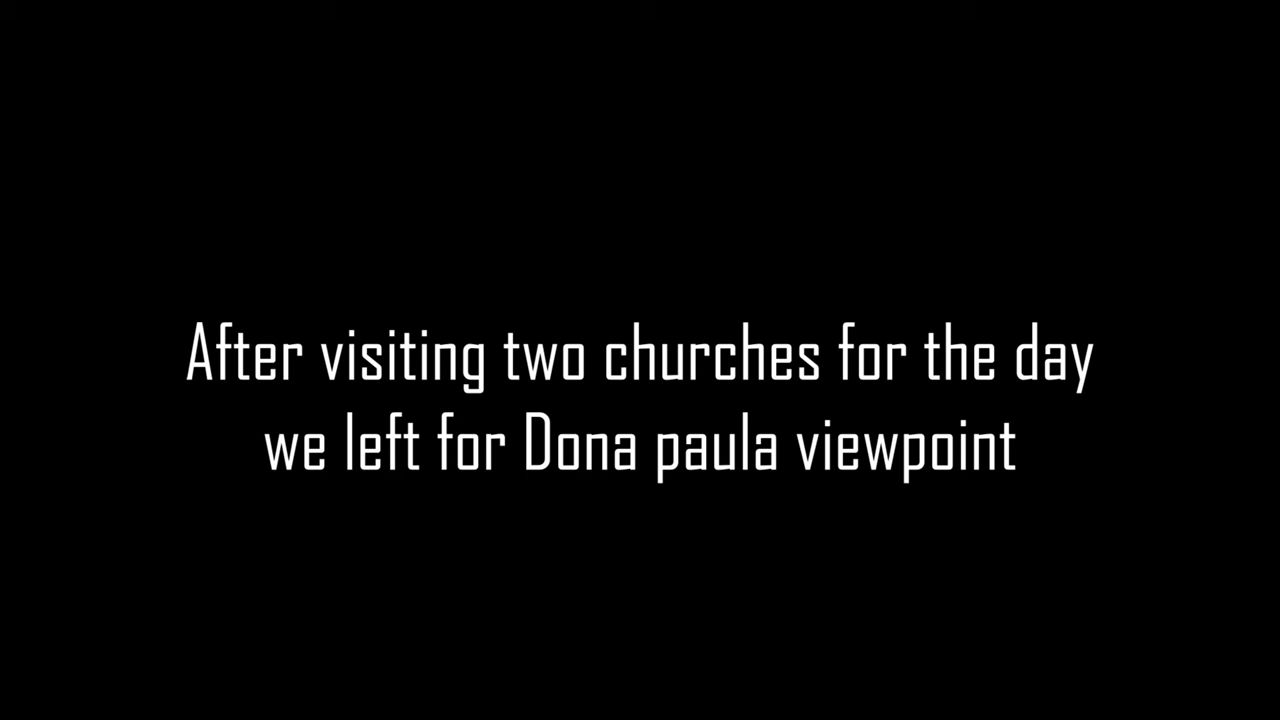 After visiting two churches for the day
we left for Dona paula viewpoint